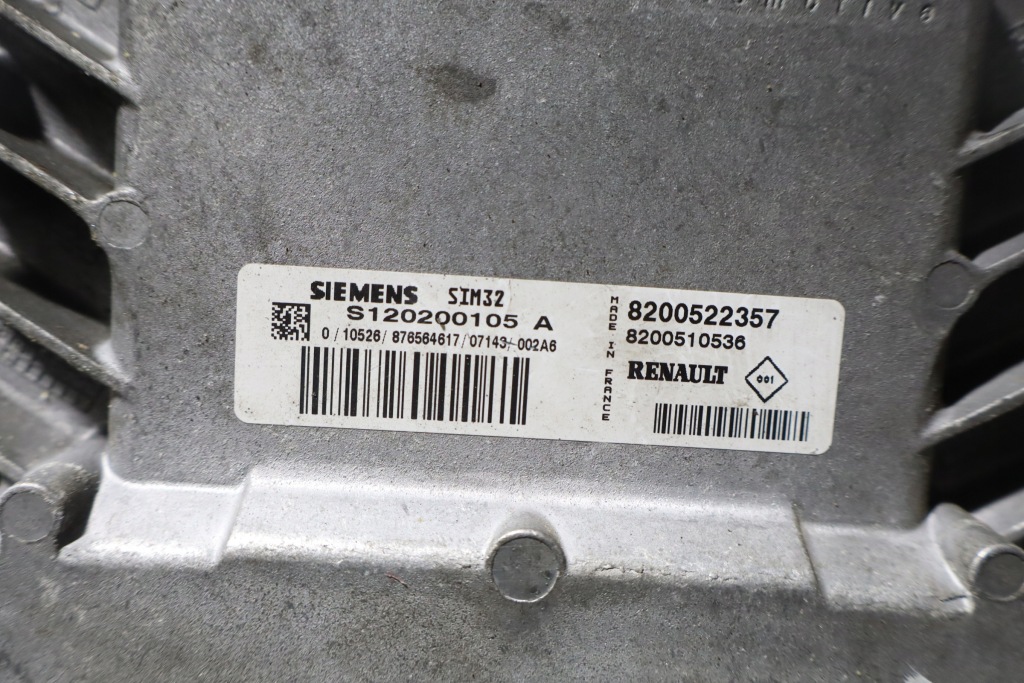 SIEMENS SIM32
S120200105 A
0/10526/876564617/07143-002A6
MADE IN FRANCE
8200522357
8200510536
RENAULT
001